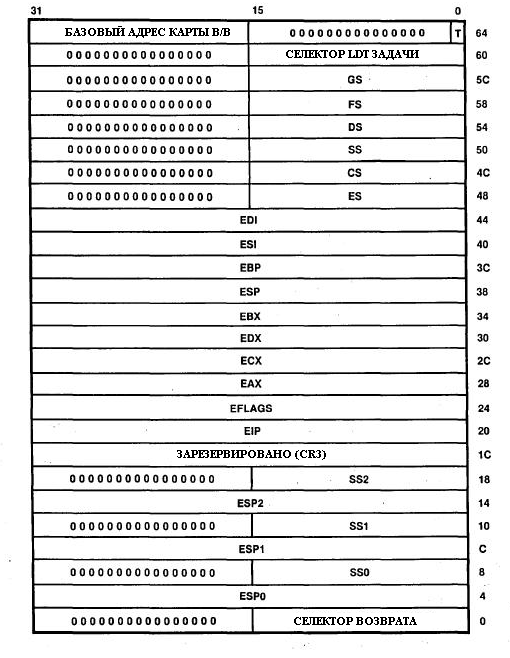 31 15 0
БАЗОВЫЙ АДРЕС КАРТЫ В/В 000000000000000 T 64
0000000000000000 СЕЛЕКТОР LDT ЗАДАЧИ 60
0000000000000000 GS 5C
0000000000000000 FS 58
0000000000000000 DS 54
0000000000000000 SS 50
0000000000000000 CS 4C
0000000000000000 ES 48
EDI 44
ESI 40
EBP 3C
ESP 38
EBX 34
EDX 30
ECX 2C
EAX 28
EFLAGS 24
EIP 20
ЗАРЕЗЕРВИРОВАНО (CR3) 1C
0000000000000000 SS2 18
ESP2 14
0000000000000000 SS1 10
ESP1 C
0000000000000000 SS0 8
ESP0 4
0000000000000000 СЕЛЕКТОР ВОЗВРАТА 0